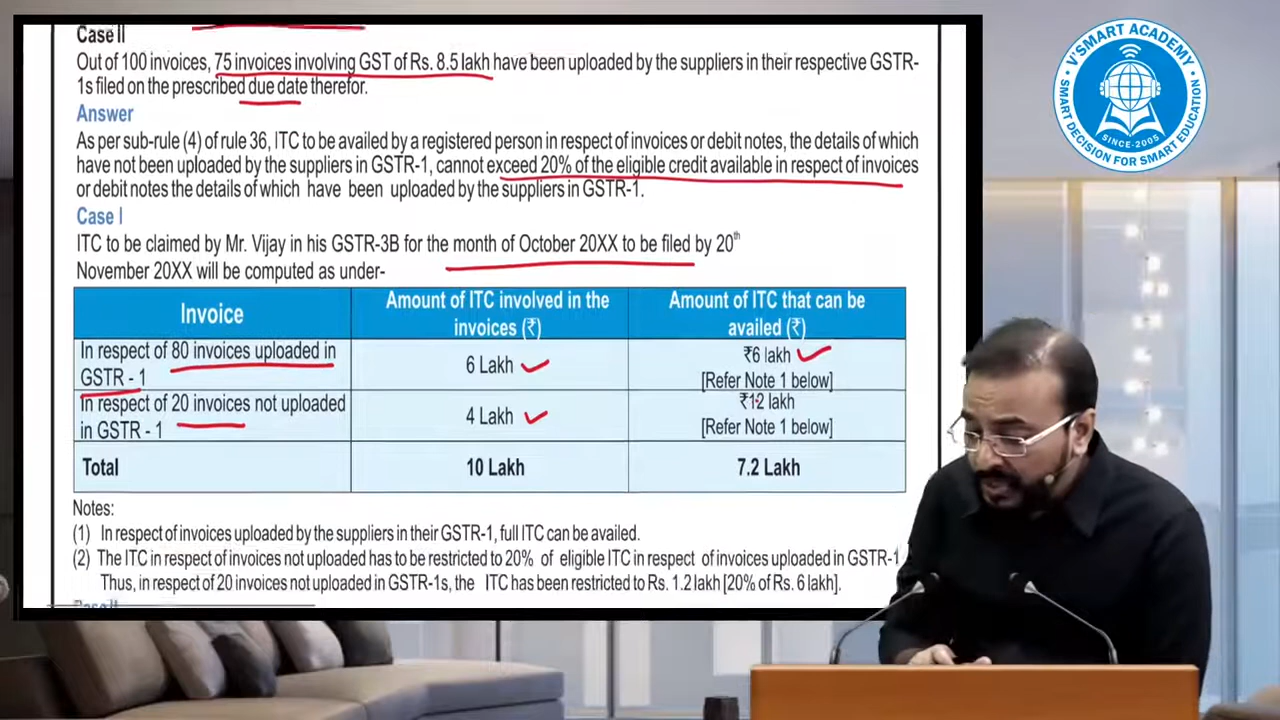 Case II
Out of 100 invoices, 75 invoices involving GST of Rs. 8.5 lakh have been uploaded by the suppliers in their respective GSTR-
1s filed on the prescribed due date therefor.
Answer
As per sub-rule (4) of rule 36, ITC to be availed by a registered person in respect of invoices or debit notes, the details of which
have not been uploaded by the suppliers in GSTR-1, cannot exceed 20% of the eligible credit available in respect of invoices
or debit notes the details of which have been uploaded by the suppliers in GSTR-1.
Case I
ITC to be claimed by Mr. Vijay in his GSTR-3B for the month of October 20XX to be filed by 20th
November 20XX will be computed as under-
Invoice
Amount of ITC involved in the
invoices (₹)
Amount of ITC that can be
availed (₹)
In respect of 80 invoices uploaded in
GSTR - 1
6 Lakh
₹6 lakh
[Refer Note 1 below]
In respect of 20 invoices not uploaded
in GSTR - 1
4 Lakh
₹12 lakh
[Refer Note 1 below]
Total
10 Lakh
7.2 Lakh
Notes:
(1) In respect of invoices uploaded by the suppliers in their GSTR-1, full ITC can be availed.
(2) The ITC in respect of invoices not uploaded has to be restricted to 20% of eligible ITC in respect of invoices uploaded in GSTR-1
Thus, in respect of 20 invoices not uploaded in GSTR-1s, the ITC has been restricted to Rs. 1.2 lakh [20% of Rs. 6 lakh].
V'SMART ACADEMY
SMART DECISION FOR SMART EDUCATION
SINCE-2005